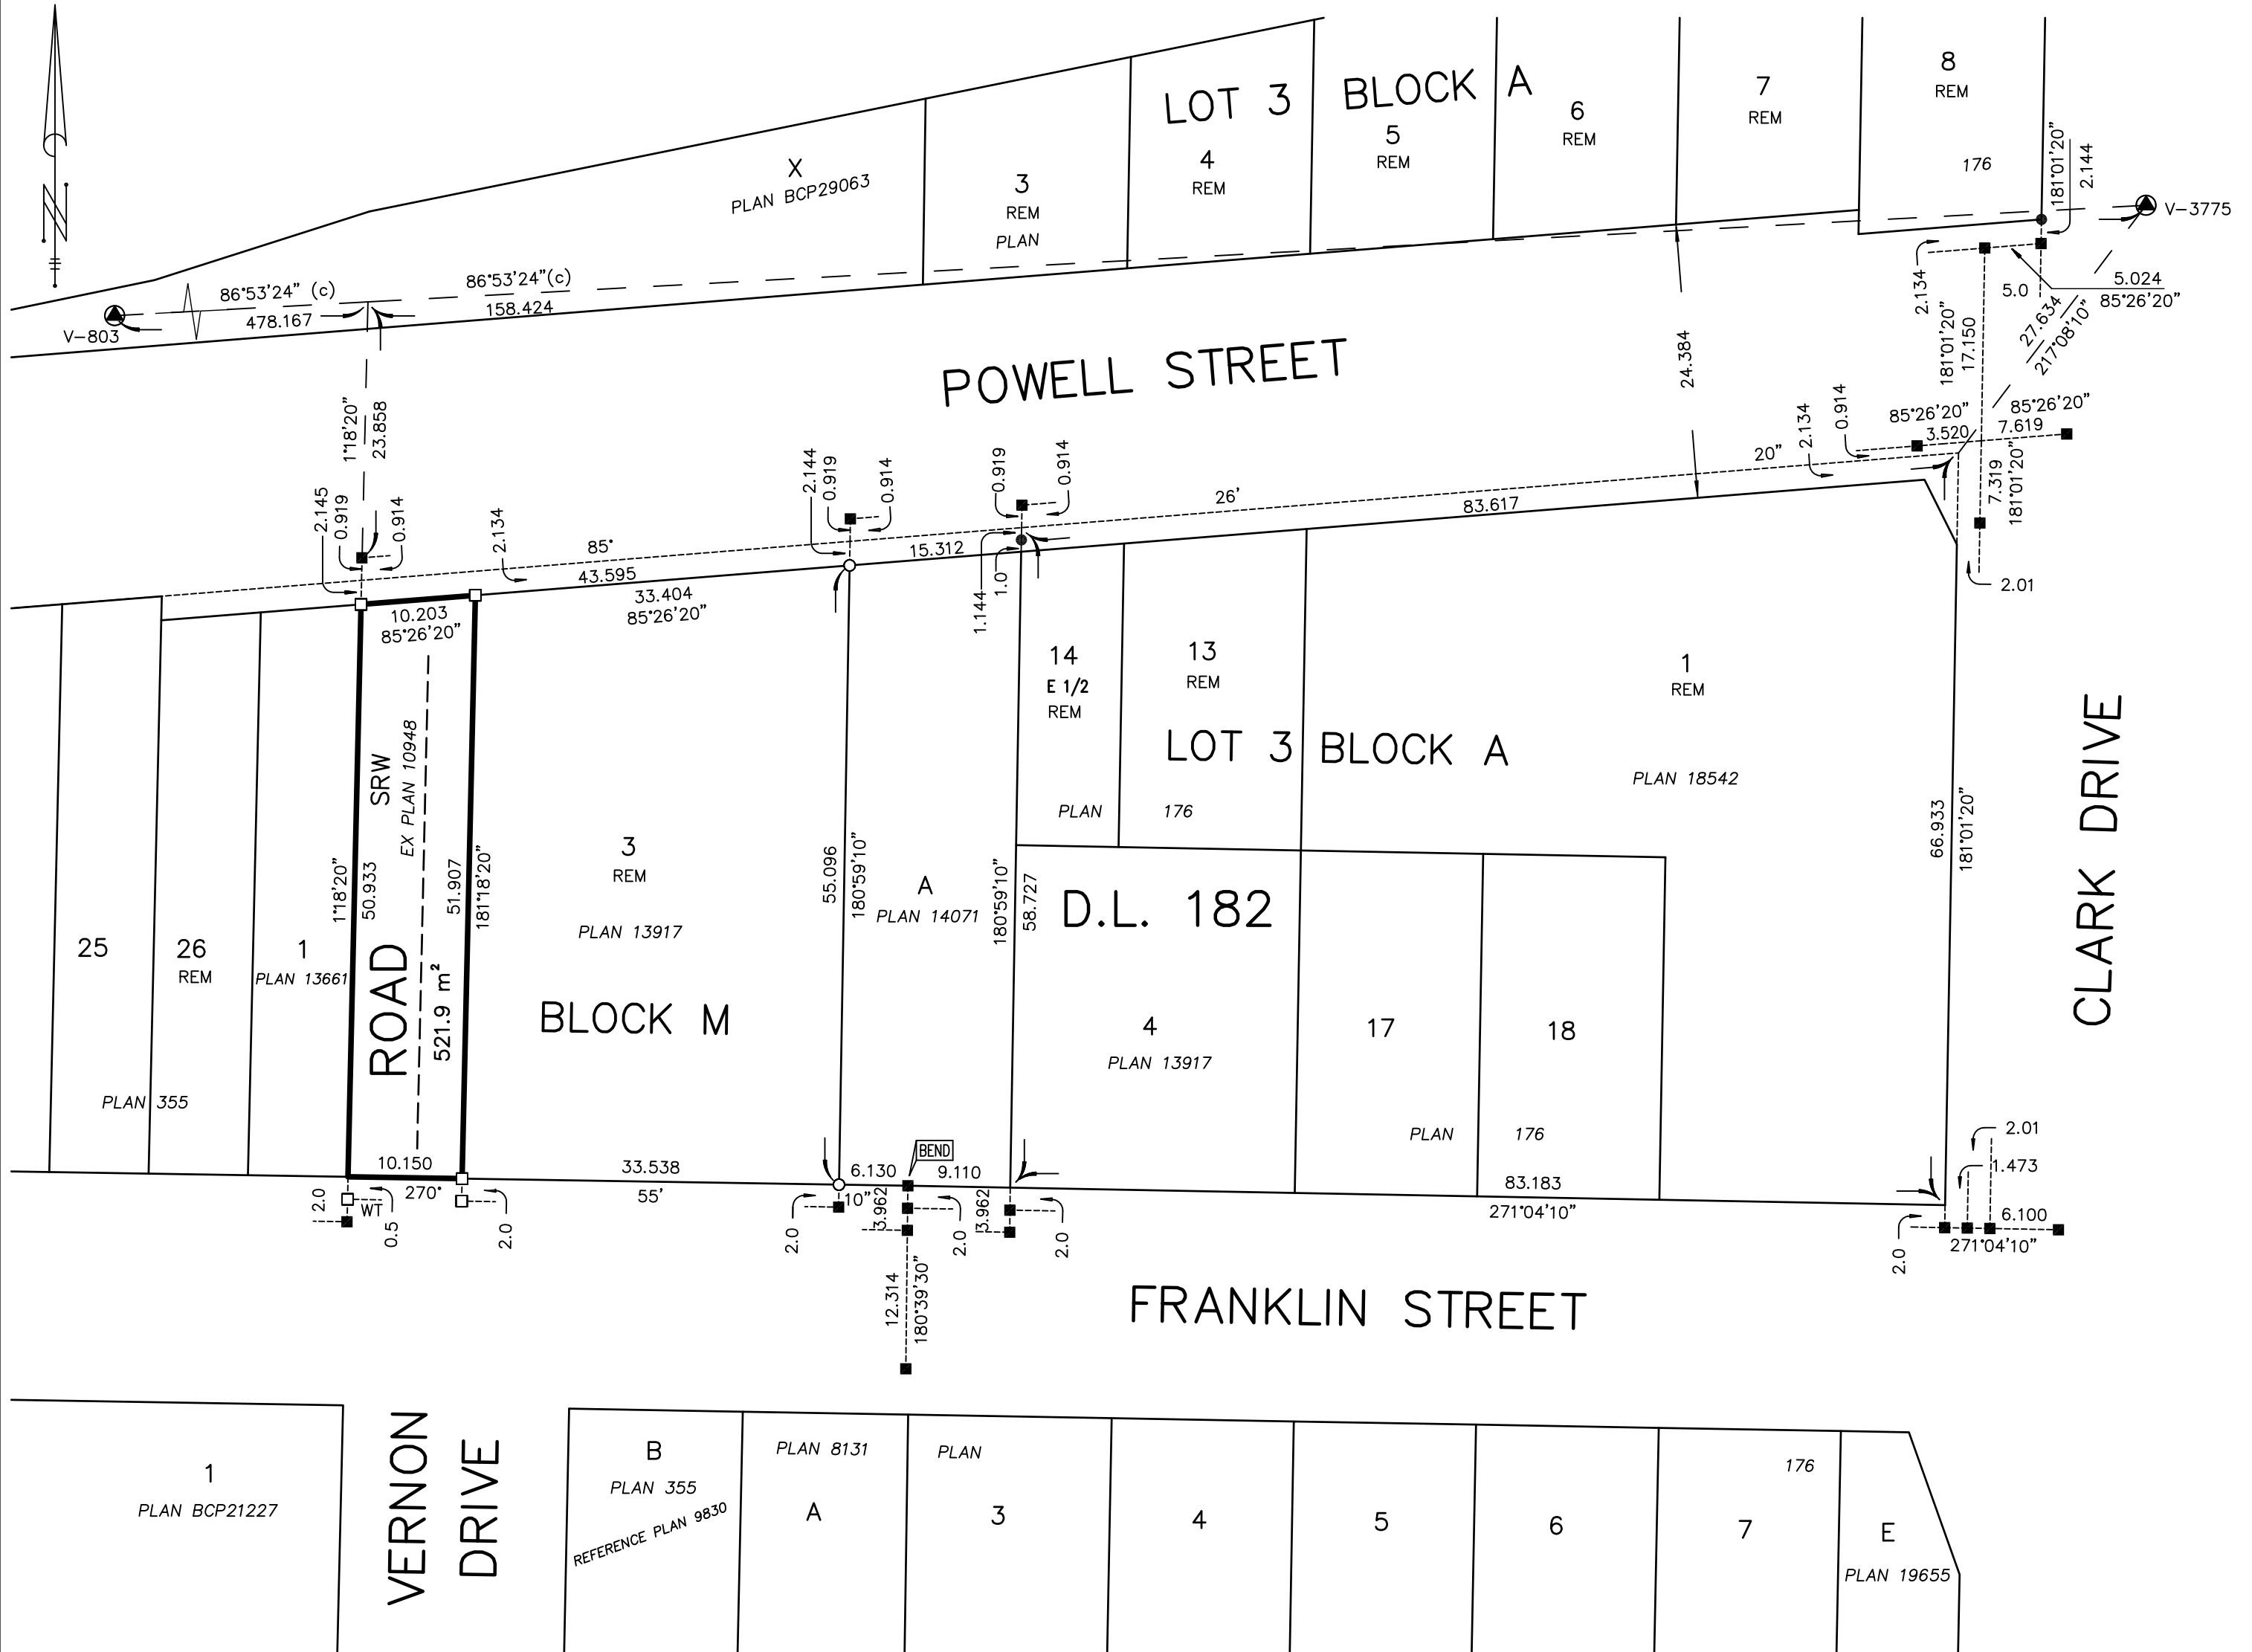 LOT 3 BLOCK A
X
PLAN BCP29063
3
REM
PLAN
4
REM
5
REM
6
REM
7
REM
8
REM
176
181°01'20"
2.144
V-3775
V-803
86°53'24" (c)
478.167
86°53'24"(c)
158.424
2.134
181°01'20"
17.150
5.0
5.024
85°26'20"
27.634
217°08'10"
POWELL STREET
24.384
1°18'20"
23.858
2.145
0.919
0.914
2.134
85°
43.595
2.144
0.919
0.914
15.312
0.919
0.914
1.144
1.0
26'
83.617
20"
2.134
0.914
85°26'20"
3.520
85°26'20"
7.619
7.319
181°01'20"
2.01
10.203
85°26'20"
33.404
85°26'20"
25
26
REM
1
PLAN 13661
PLAN 355
1°18'20"
50.933
SRW
EX PLAN 10948
ROAD
521.9 m²
51.907
181°18'20"
3
REM
PLAN 13917
BLOCK M
55.096
180°59'10"
A
PLAN 14071
180°59'10"
58.727
14
E 1/2
REM
13
REM
LOT 3 BLOCK A
PLAN 176
1
REM
PLAN 18542
D.L. 182
4
PLAN 13917
17
18
PLAN 176
66.933
181°01'20"
CLARK DRIVE
10.150
270°
2.0
WT
0.5
2.0
33.538
55'
2.0
10"
6.130
BEND
9.110
3.962
2.0
3.962
2.0
12.314
180°39'30"
83.183
271°04'10"
2.01
1.473
6.100
271°04'10"
2.0
FRANKLIN STREET
1
PLAN BCP21227
VERNON
DRIVE
B
PLAN 355
REFERENCE PLAN 9830
PLAN 8131
A
PLAN
3
4
5
6
176
7
E
PLAN 19655